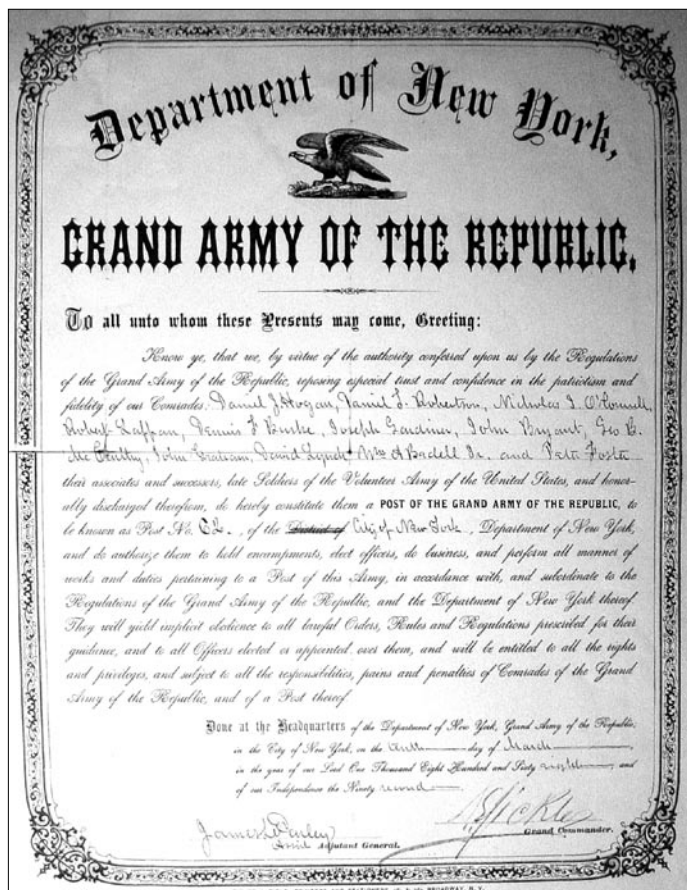 Department of New York,
GRAND ARMY OF THE REPUBLIC.
To all unto whom these Presents may come, Greeting:
Know ye, that we, by virtue of the authority conferred upon us by the Regulations
of the Grand Army of the Republic, reposing especial trust and confidence in the patriotism and
fidelity of our Comrades: Daniel J. Hogan, F. Robertson, Nicholas
Robert Laffan, Dennis F. Burke, Joseph Gardiner, John Bryant, Geo B.
Mc John David Lynch, Wm A Bedell Jr. and Peter Foster
their associates and successors, late Soldiers of the Volunteer Army of the United States, and honor-
ably discharged therefrom, do hereby constitute them a POST OF THE GRAND ARMY OF THE REPUBLIC, to
be known as Post No. 62., of the District of City of New York, Department of New York,
and do authorize them to hold encampments, elect officers, do business, and perform all manner of
works and duties pertaining to a Post of this Army, in accordance with, and subordinate to the
Regulations of the Grand Army of the Republic, and the Department of New York thereof.
They will yield implicit obedience to all lawful Orders, Rules and Regulations prescribed for their
guidance, and to all Officers elected or appointed over them, and will be entitled to all the rights
and privileges, and subject to all the responsibilities, pains and penalties of Comrades of the Grand
Army of the Republic, and of a Post thereof.
Done at the Headquarters of the Department of New York, Grand Army of the Republic,
in the City of New York, on the day of March
in the year of our Lord One Thousand Eight Hundred and Sixty eighth, and
of our Independence the Ninety second
Sickles
Grand Commander.
James
Assist Adjutant General.
BROADWAY, N. Y.